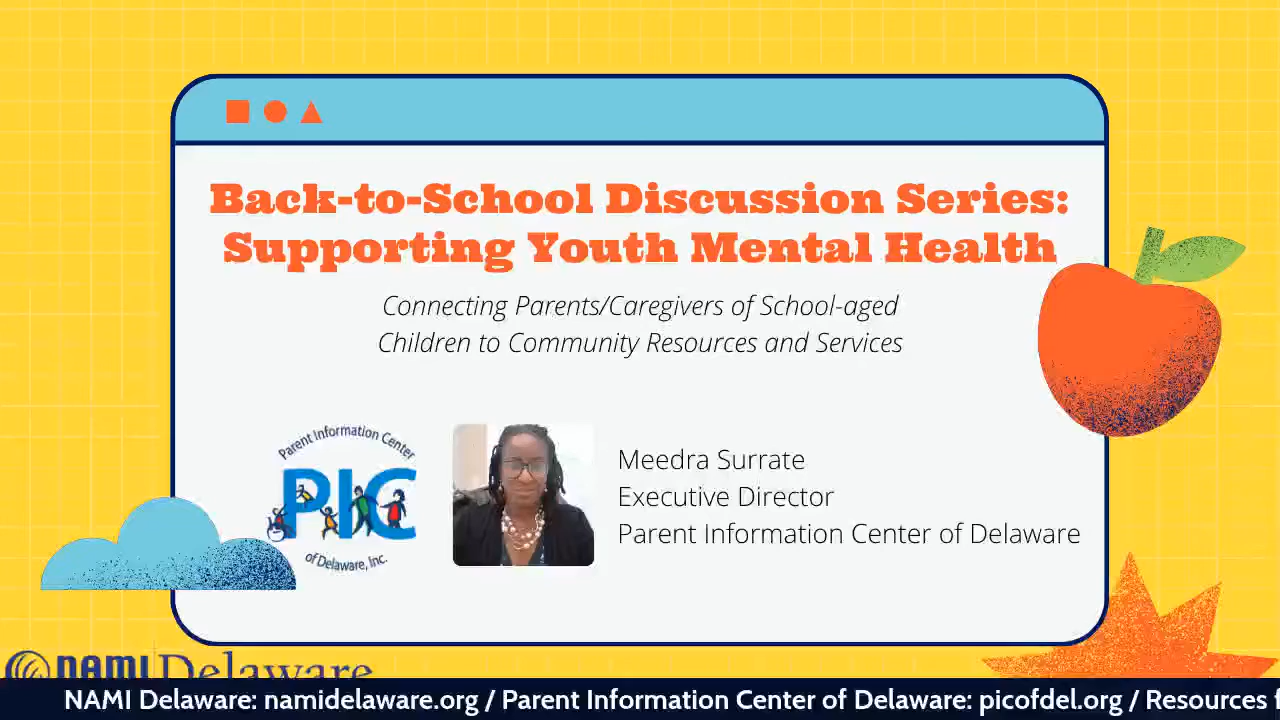 Back-to-School Discussion Series:
Supporting Youth Mental Health
Connecting Parents/Caregivers of School-aged
Children to Community Resources and Services
Parent Information Center
PIC
of Delaware, Inc.
Meedra Surrate
Executive Director
Parent Information Center of Delaware
NAMI Delaware
NAMI Delaware: namidelaware.org / Parent Information Center of Delaware: picofdel.org / Resources